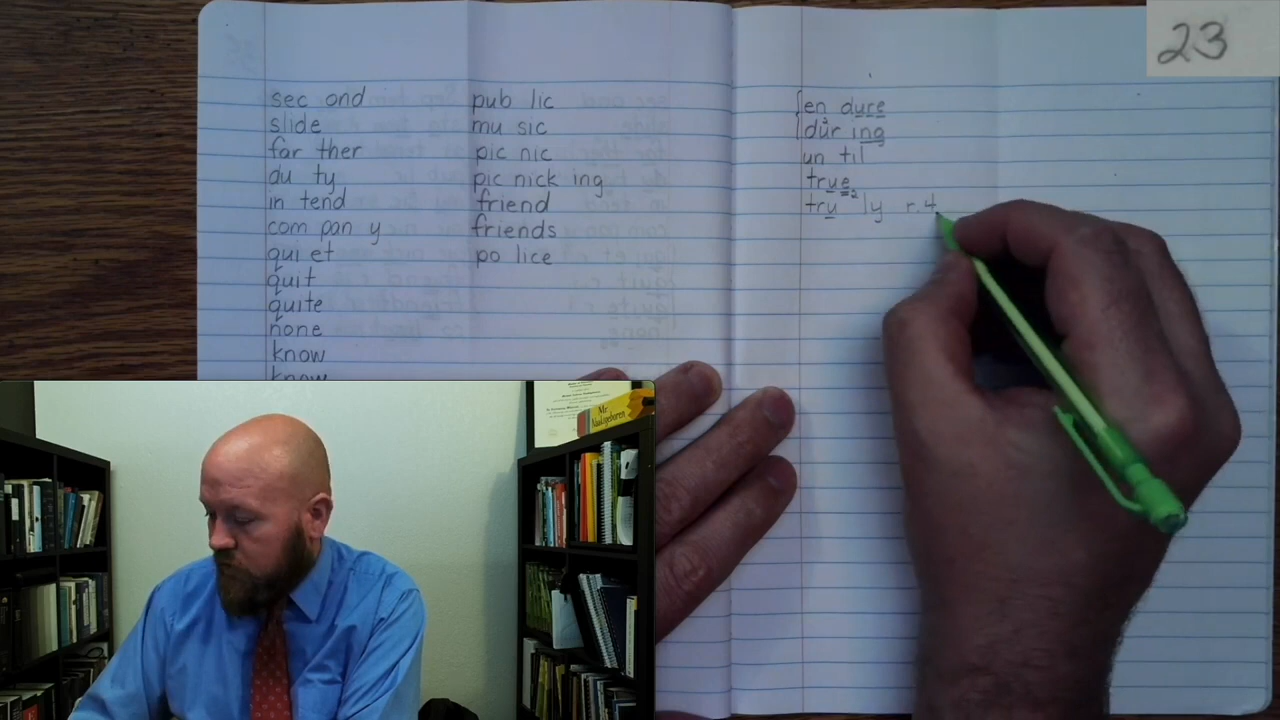 23
sec ond
slide
far ther
du ty
in tend
com pan y
qui et
quit
quite
none
know
know
pub lic
mu sic
pic nic
pic nick ing
friend
friends
po lice
en dure
dur ing
un til
true
tru ly r. 4
Mr.